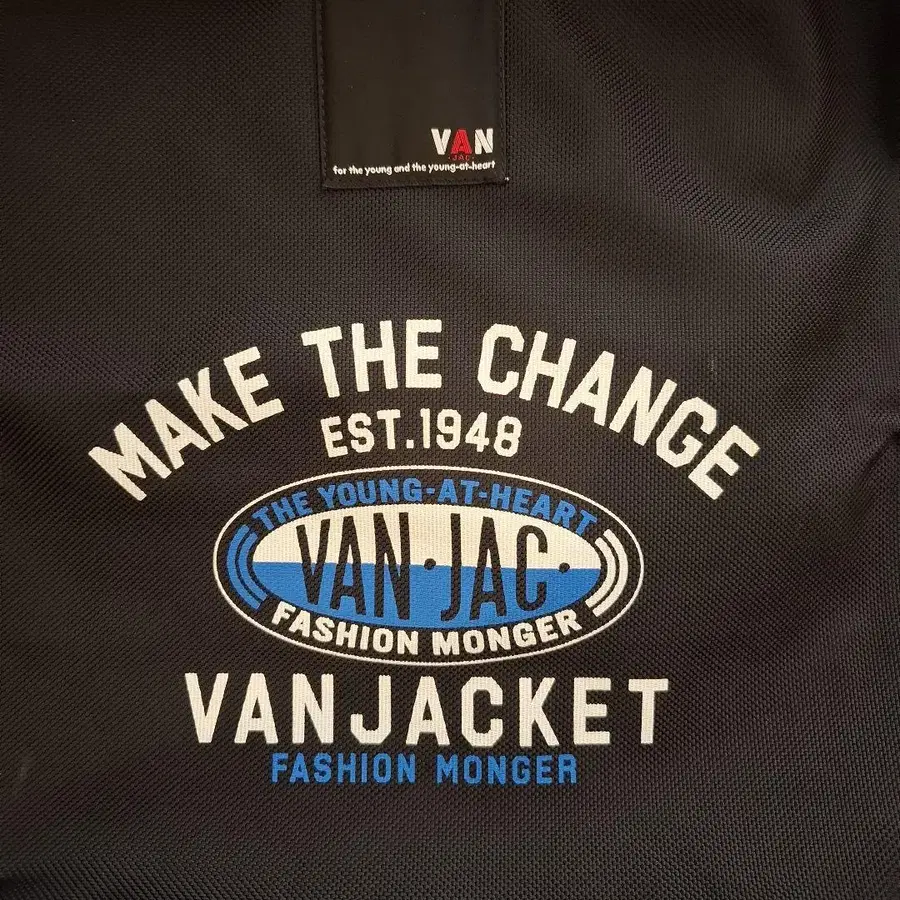 VAN
JAC
for the young and the young-at-heart
MAKE THE CHANGE
EST.1948
THE YOUNG-AT-HEART
VAN·JAC·
FASHION MONGER
VANJACKET
FASHION MONGER